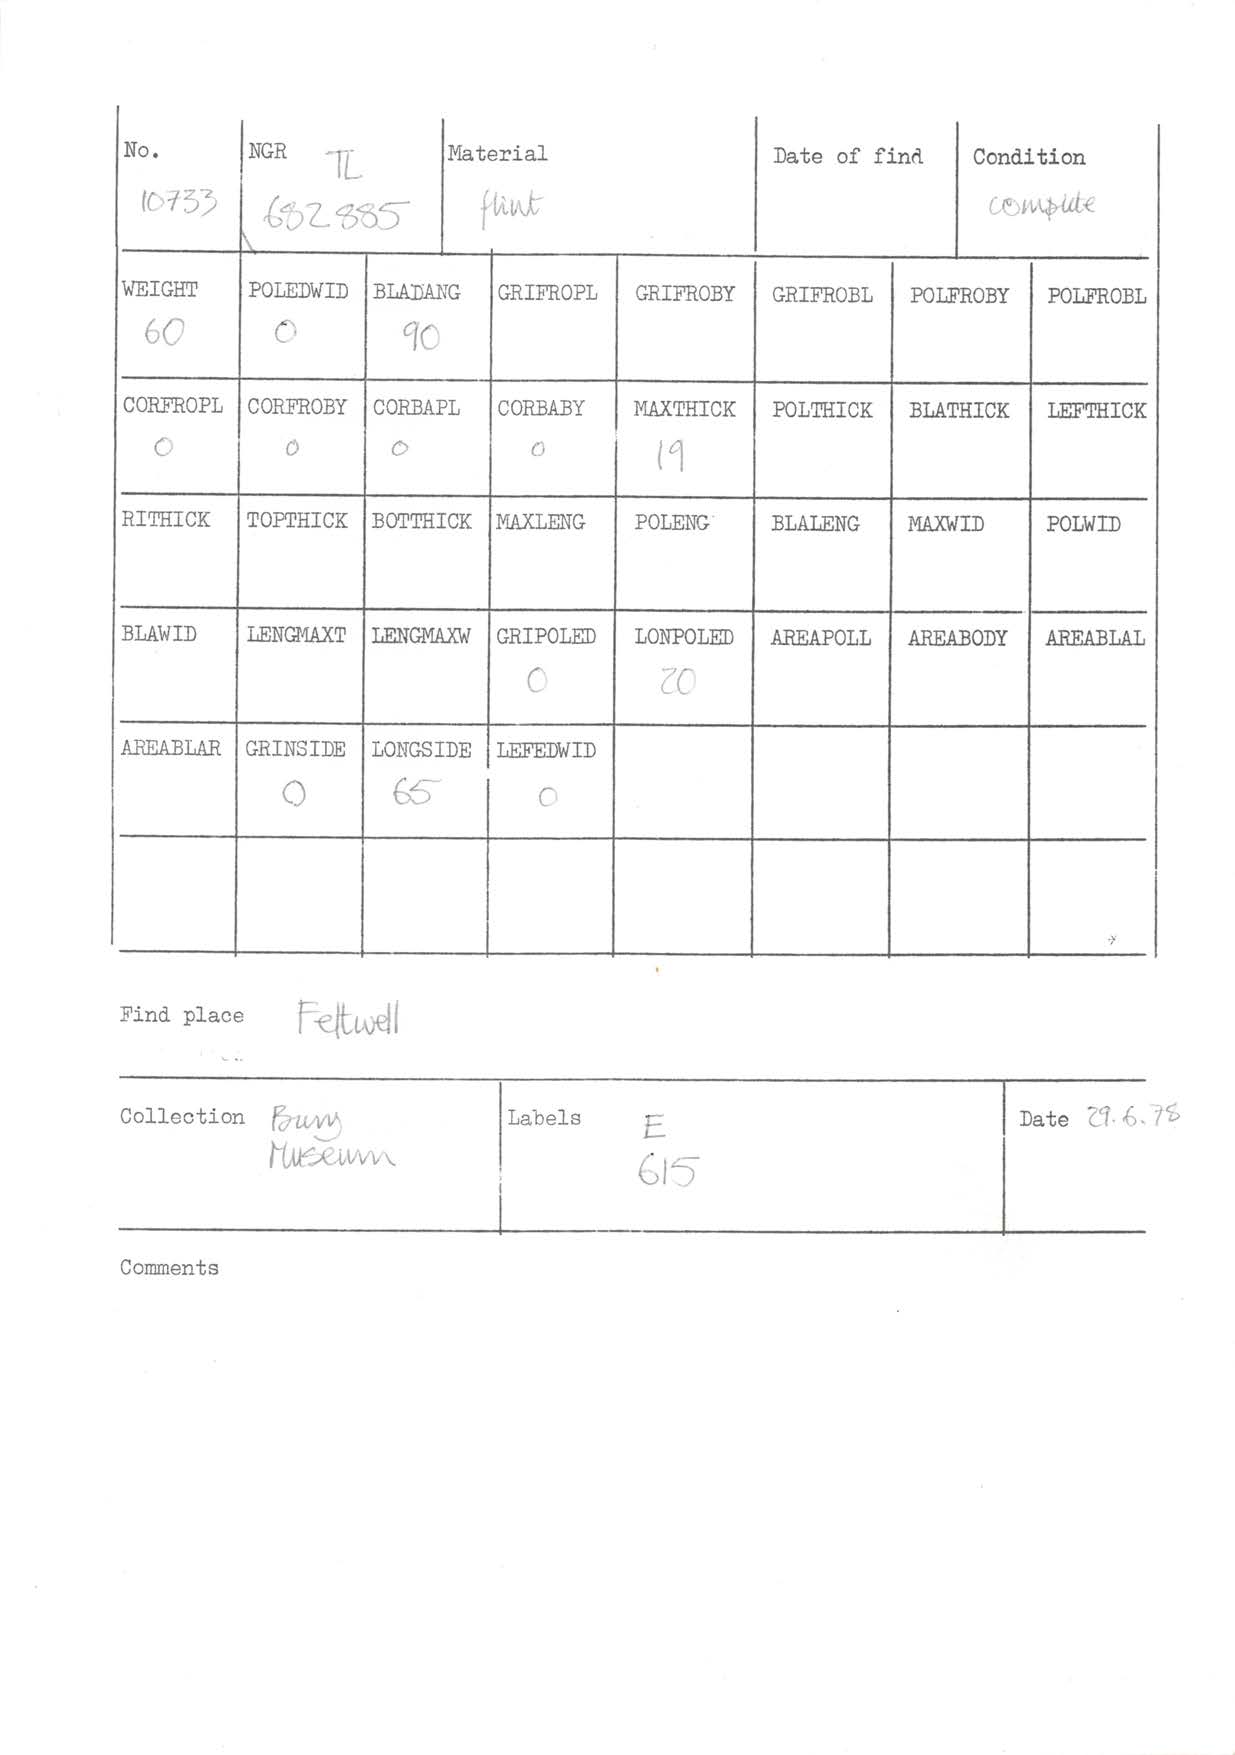 No. NGR TL Material Date of find Condition
10733 682885 flint complete
WEIGHT POLEDWID BLADANG GRIFROPL GRIFROBY GRIFROBL POLFROBY POLFROBL
60 0 90
CORFROPL CORFROBY CORBAPL CORBABY MAXTHICK POLTHICK BLATHICK LEFTHICK
0 0 0 0 19
RITHICK TOPTHICK BOTTHICK MAXLENG POLENG BLALENG MAXWID POLWID
BLAWID LENGMAXT LENGMAXW GRIPOLED LONPOLED AREAPOLL AREABODY AREABLAL
0 20
AREABLAR GRINSIDE LONGSIDE LEFEDWID
0 65 0
Find place Feltwell
Collection Bury Labels E Date 29.6.78
Museum 615
Comments